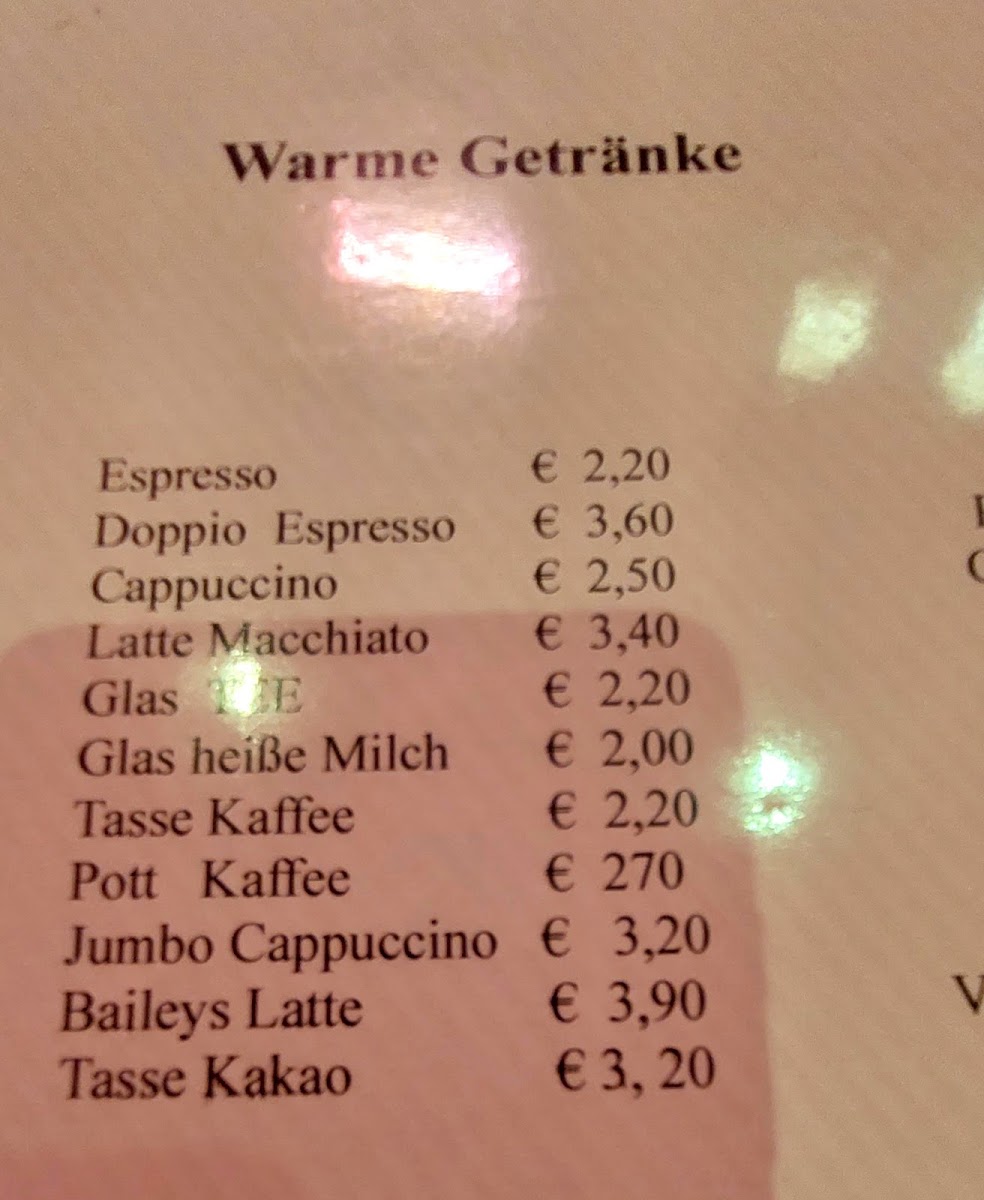 Warme Getränke
Espresso € 2,20
Doppio Espresso € 3,60
Cappuccino € 2,50
Latte Macchiato € 3,40
Glas TEE € 2,20
Glas heiße Milch € 2,00
Tasse Kaffee € 2,20
Pott Kaffee € 270
Jumbo Cappuccino € 3,20
Baileys Latte € 3,90
Tasse Kakao € 3, 20